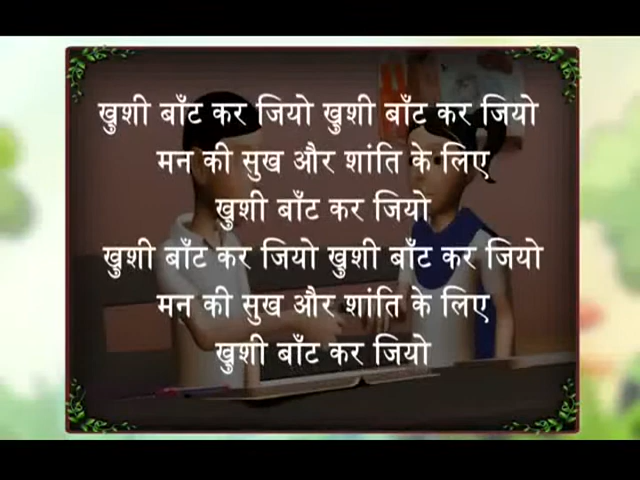 खुशी बाँट कर जियो खुशी बाँट कर जियो
मन की सुख और शांति के लिए
खुशी बाँट कर जियो
खुशी बाँट कर जियो खुशी बाँट कर जियो
मन की सुख और शांति के लिए
खुशी बाँट कर जियो